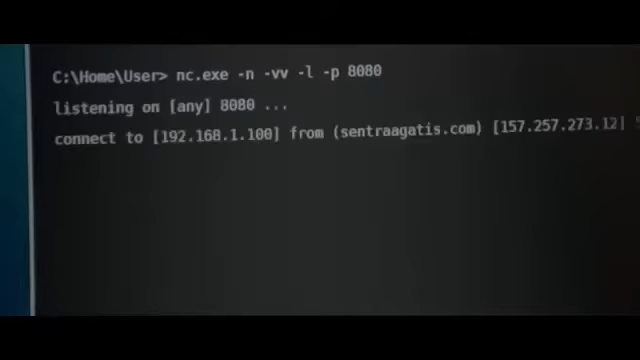 C:\Home\User> nc.exe -n -vv -l -p 8080
listening on [any] 8080 ...
connect to [192.168.1.100] from (sentraagatis.com) [157.257.273.12]